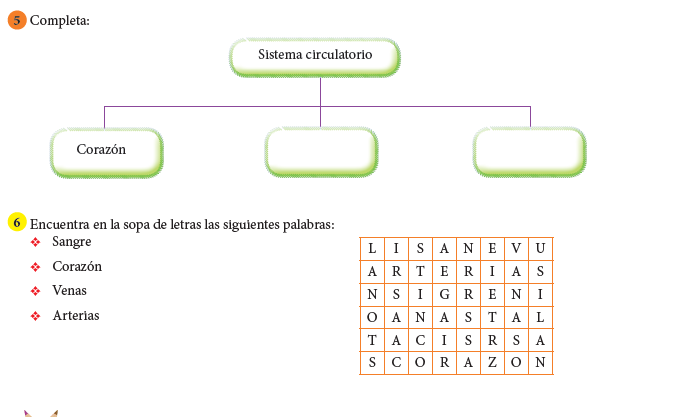 5 Completa:
Sistema circulatorio
Corazón
6 Encuentra en la sopa de letras las siguientes palabras:
❖ Sangre
❖ Corazón
❖ Venas
❖ Arterias
L I S A N E V U
A R T E R I A S
N S I G R E N I
O A N A S T A L
T A C I S R S A
S C O R A Z O N